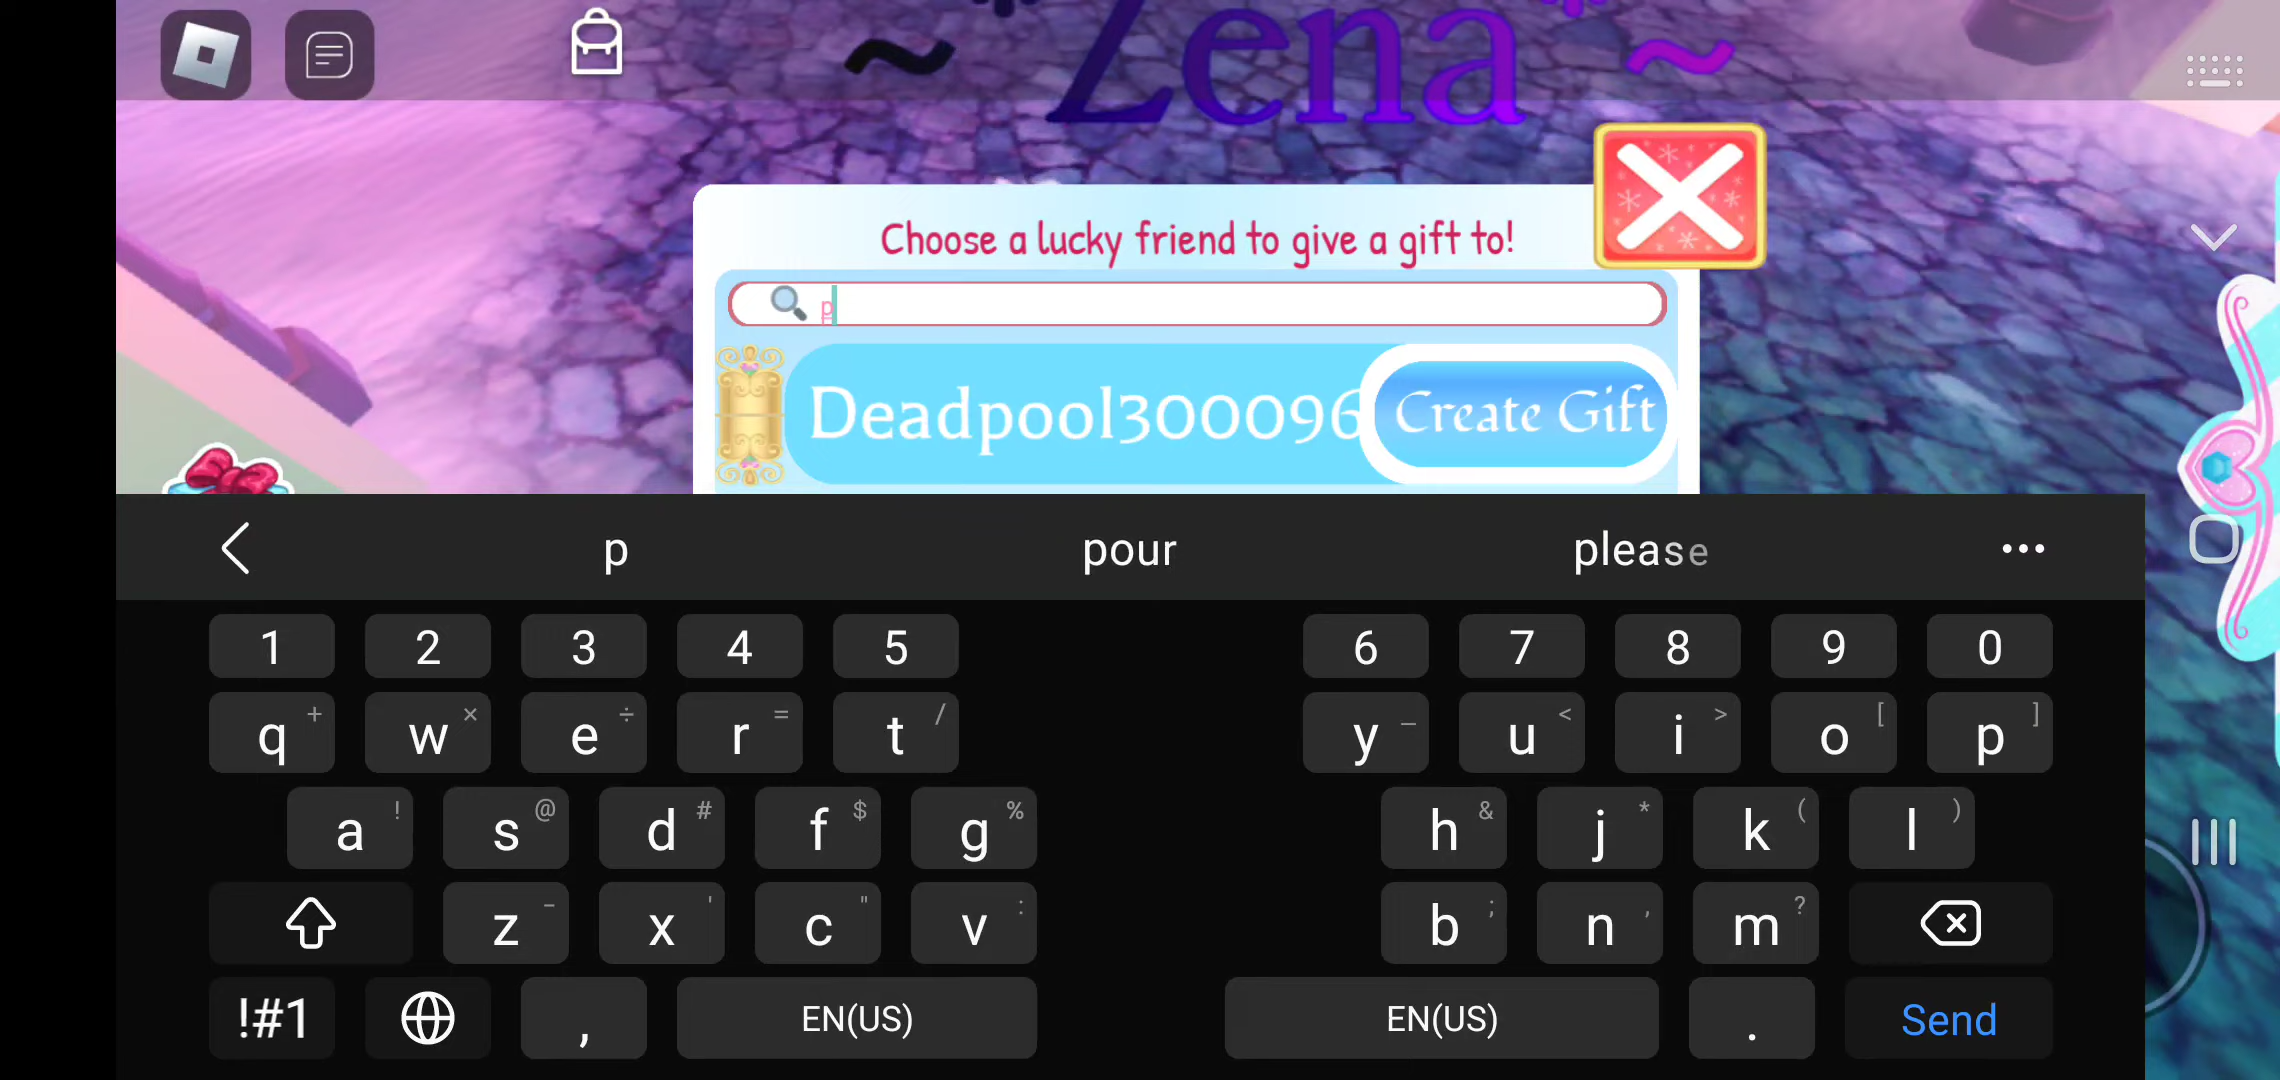 ~*Zena*~
Choose a lucky friend to give a gift to!
p
Deadpool300096 Create Gift
p pour please
1 2 3 4 5 6 7 8 9 0
q + w × e ÷ r = t / y _ u < i > o [ p ]
a ! s @ d # f $ g % h & j * k ( l )
z - x ' c " v : b ; n , m ?
!#1 , EN(US) EN(US) . Send